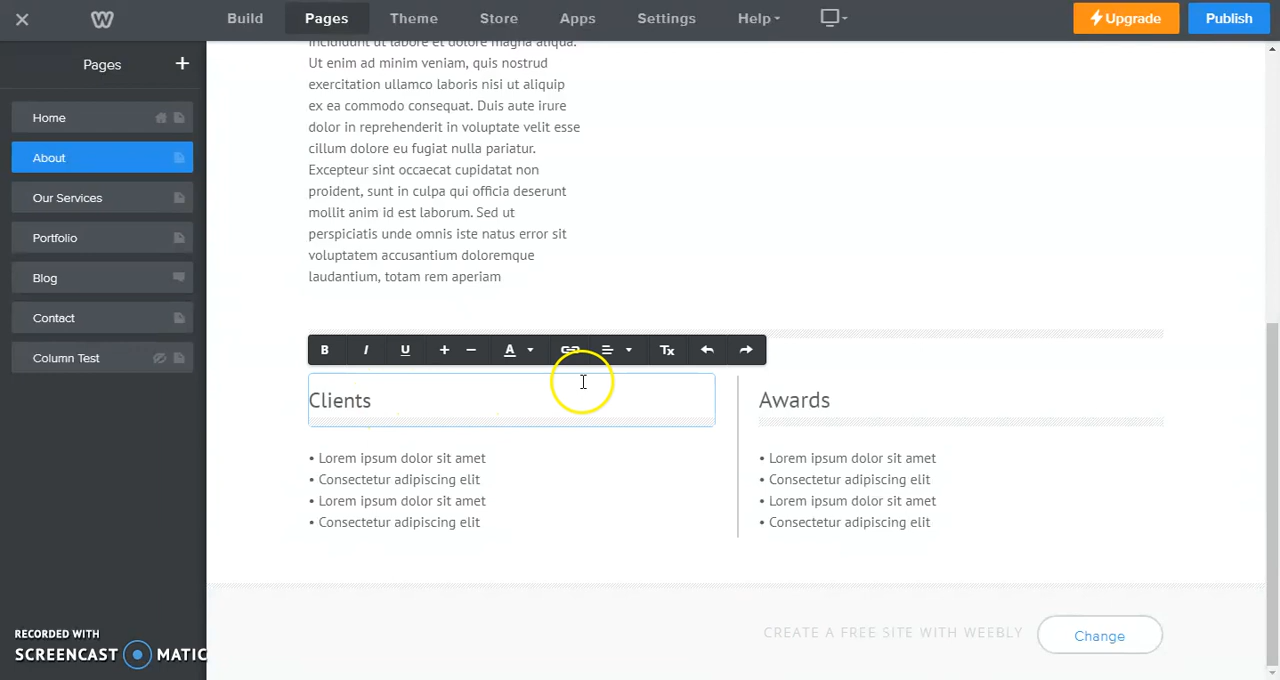 Build Pages Theme Store Apps Settings Help Upgrade Publish
Pages
Home
About
Our Services
Portfolio
Blog
Contact
Column Test
incididunt ut labore et dolore magna aliqua.
Ut enim ad minim veniam, quis nostrud
exercitation ullamco laboris nisi ut aliquip
ex ea commodo consequat. Duis aute irure
dolor in reprehenderit in voluptate velit esse
cillum dolore eu fugiat nulla pariatur.
Excepteur sint occaecat cupidatat non
proident, sunt in culpa qui officia deserunt
mollit anim id est laborum. Sed ut
perspiciatis unde omnis iste natus error sit
voluptatem accusantium doloremque
laudantium, totam rem aperiam
B I U + − A Tx
Clients
• Lorem ipsum dolor sit amet
• Consectetur adipiscing elit
• Lorem ipsum dolor sit amet
• Consectetur adipiscing elit
Awards
• Lorem ipsum dolor sit amet
• Consectetur adipiscing elit
• Lorem ipsum dolor sit amet
• Consectetur adipiscing elit
CREATE A FREE SITE WITH WEEBLY
Change
RECORDED WITH
SCREENCAST MATIC